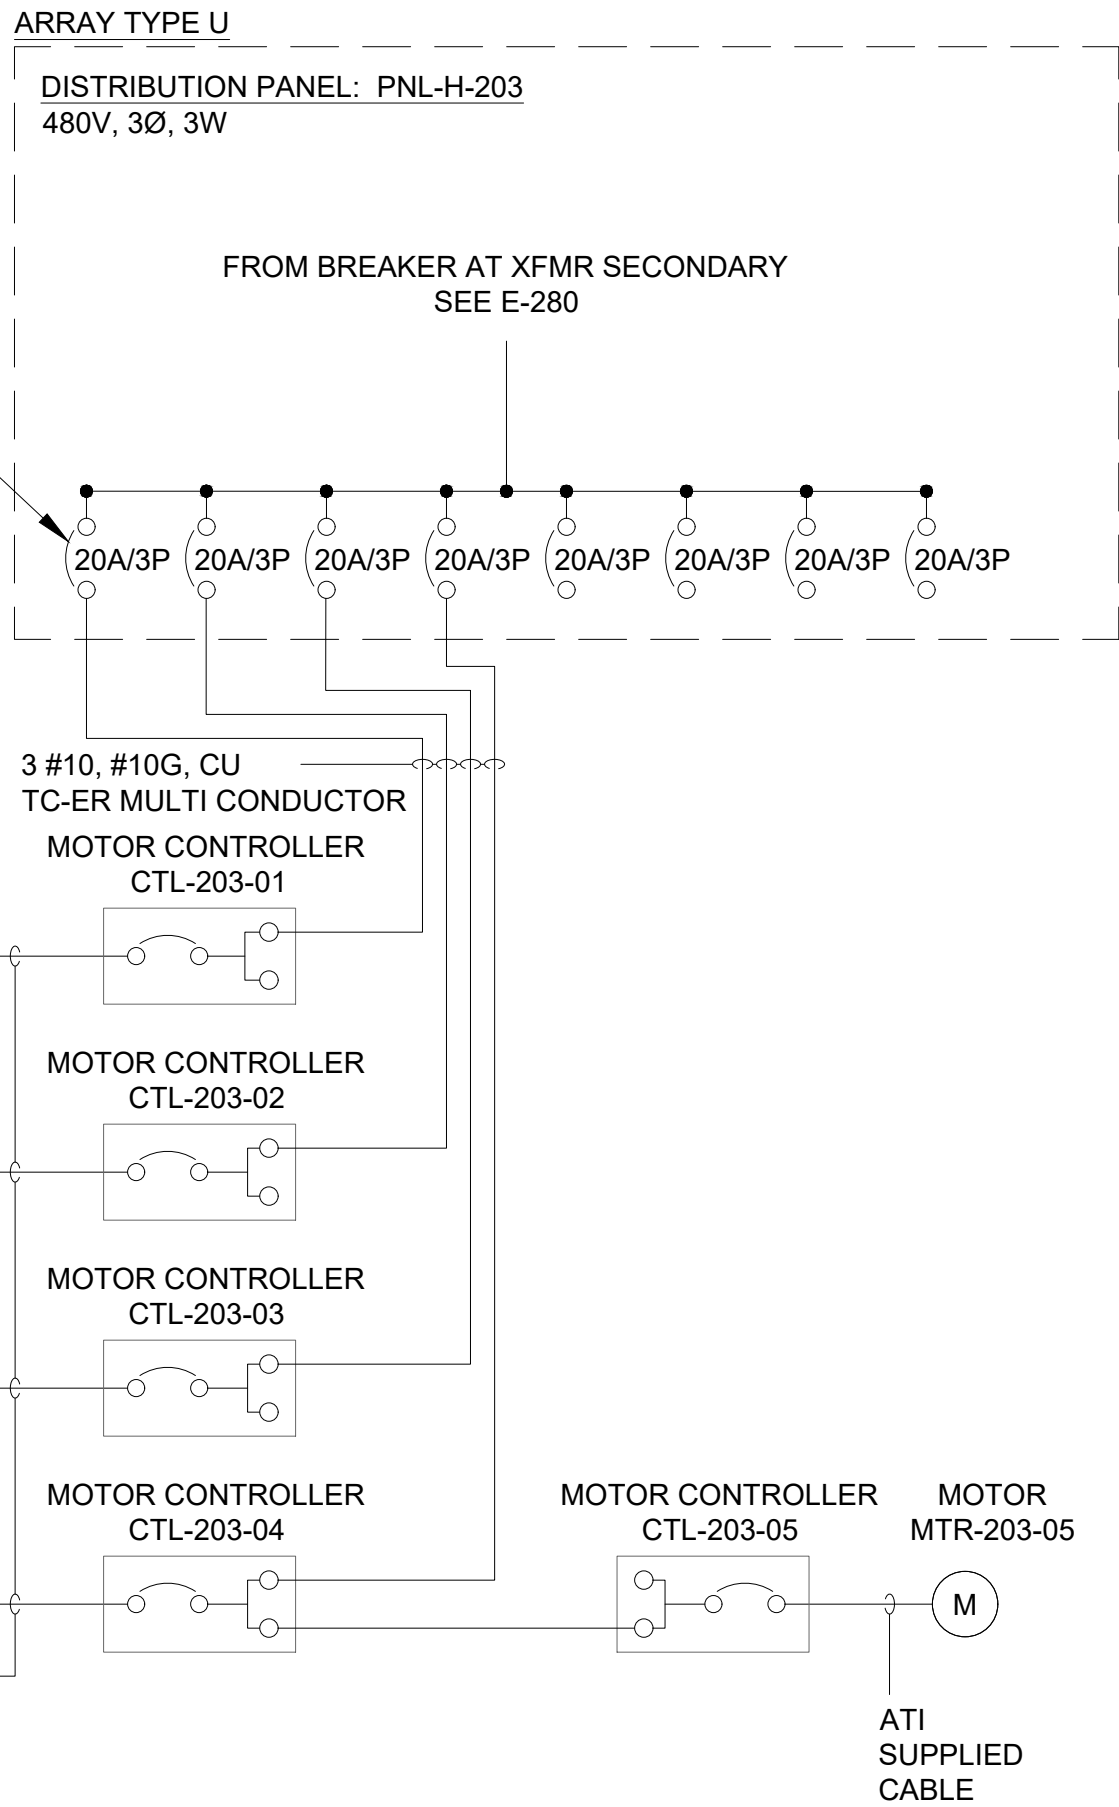 ARRAY TYPE U
DISTRIBUTION PANEL: PNL-H-203
480V, 3Ø, 3W
FROM BREAKER AT XFMR SECONDARY
SEE E-280
20A/3P 20A/3P 20A/3P 20A/3P 20A/3P 20A/3P 20A/3P 20A/3P
3 #10, #10G, CU
TC-ER MULTI CONDUCTOR
MOTOR CONTROLLER
CTL-203-01
MOTOR CONTROLLER
CTL-203-02
MOTOR CONTROLLER
CTL-203-03
MOTOR CONTROLLER
CTL-203-04
MOTOR CONTROLLER
CTL-203-05
MOTOR
MTR-203-05
M
ATI
SUPPLIED
CABLE